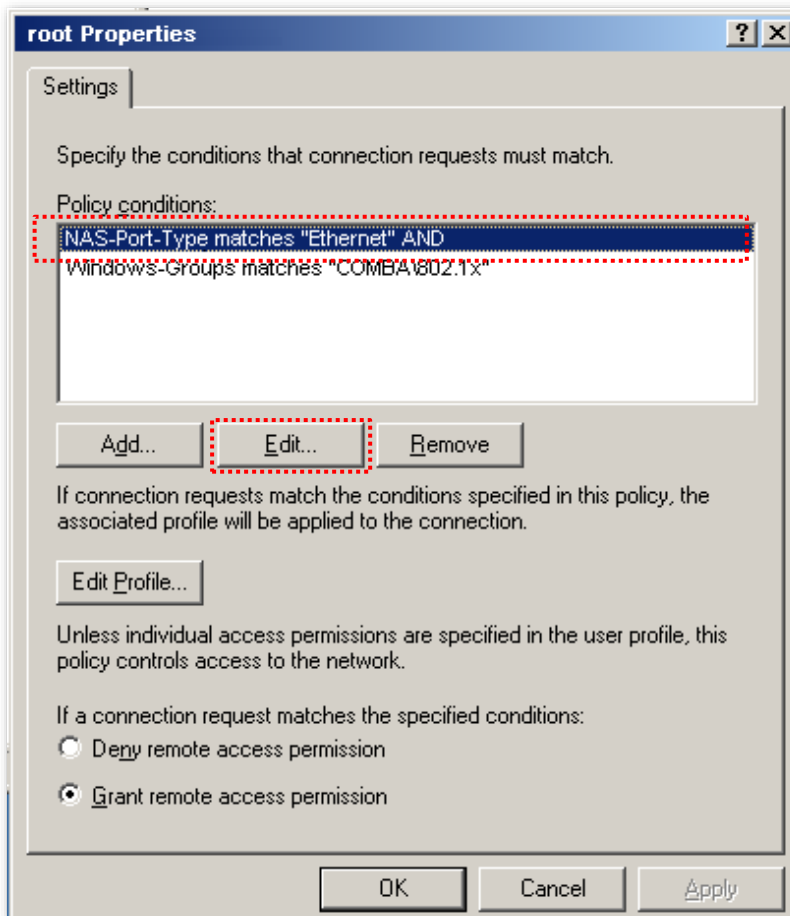 root Properties
Settings
Specify the conditions that connection requests must match.
Policy conditions:
NAS-Port-Type matches "Ethernet" AND
Windows-Groups matches "COMBA\802.1x"
Add...
Edit...
Remove
If connection requests match the conditions specified in this policy, the
associated profile will be applied to the connection.
Edit Profile...
Unless individual access permissions are specified in the user profile, this
policy controls access to the network.
If a connection request matches the specified conditions:
Deny remote access permission
Grant remote access permission
OK
Cancel
Apply